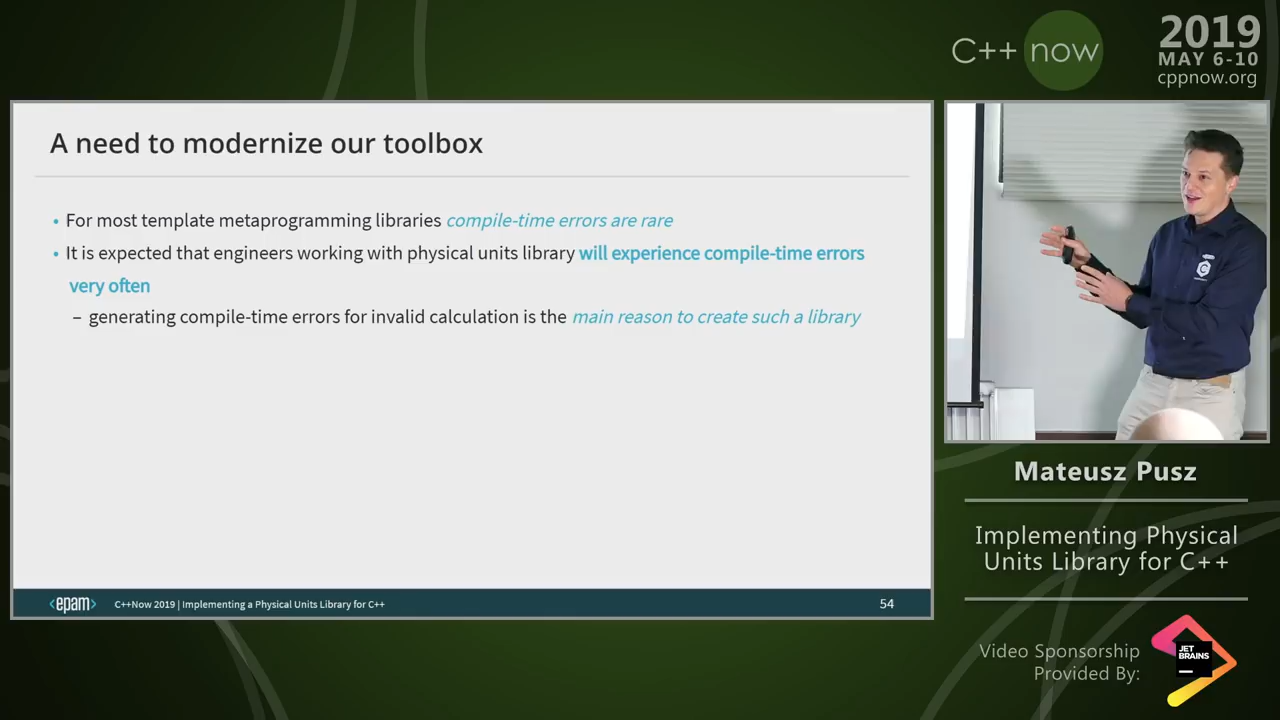 C++ now
2019
MAY 6-10
cppnow.org
A need to modernize our toolbox
• For most template metaprogramming libraries compile-time errors are rare
• It is expected that engineers working with physical units library will experience compile-time errors
very often
– generating compile-time errors for invalid calculation is the main reason to create such a library
<epam>
C++Now 2019 | Implementing a Physical Units Library for C++
54
Mateusz Pusz
Implementing Physical
Units Library for C++
Video Sponsorship
Provided By:
JET
BRAINS